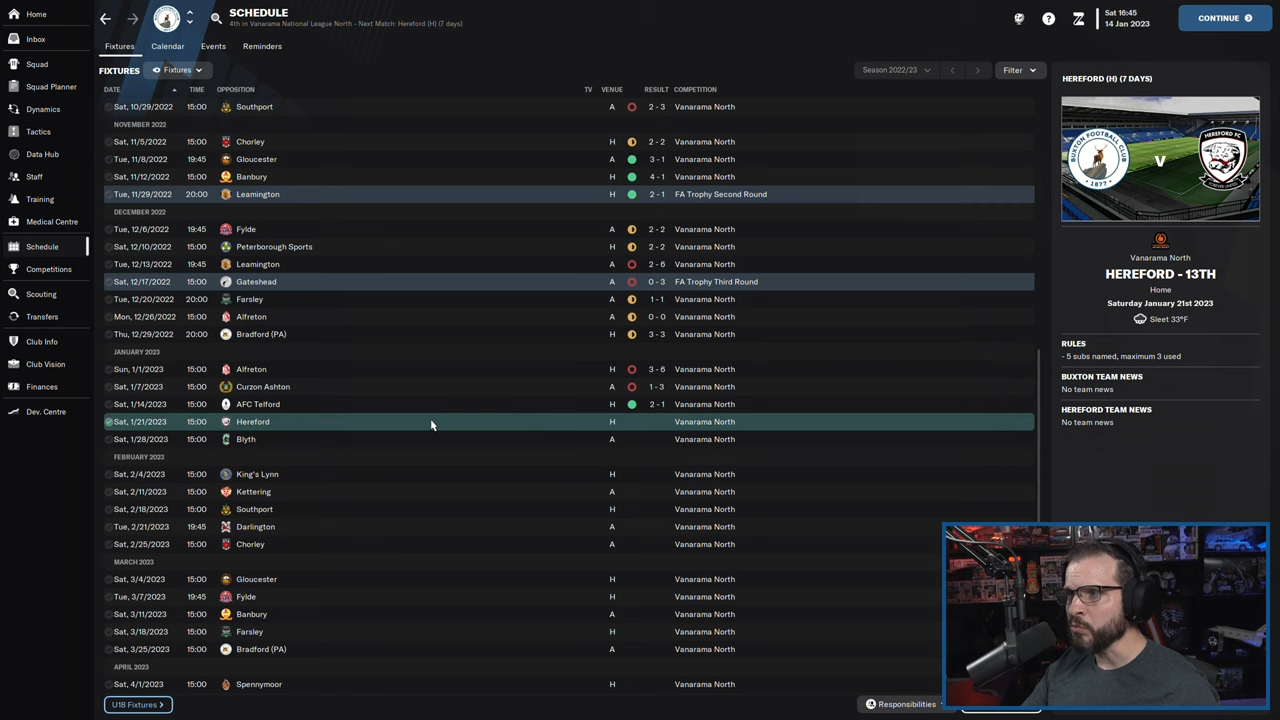 Home
Inbox
Squad
Squad Planner
Dynamics
Tactics
Data Hub
Staff
Training
Medical Centre
Schedule
Competitions
Scouting
Transfers
Club Info
Club Vision
Finances
Dev. Centre
SCHEDULE
4th in Vanarama National League North - Next Match: Hereford (H) (7 days)
Sat 16:45
14 Jan 2023
CONTINUE
Fixtures Calendar Events Reminders
FIXTURES Fixtures Season 2022/23 Filter
DATE TIME OPPOSITION TV VENUE RESULT COMPETITION
Sat, 10/29/2022 15:00 Southport A 2 - 3 Vanarama North
NOVEMBER 2022
Sat, 11/5/2022 15:00 Chorley H 2 - 2 Vanarama North
Tue, 11/8/2022 19:45 Gloucester A 3 - 1 Vanarama North
Sat, 11/12/2022 15:00 Banbury A 4 - 1 Vanarama North
Tue, 11/29/2022 20:00 Leamington H 2 - 1 FA Trophy Second Round
DECEMBER 2022
Tue, 12/6/2022 19:45 Fylde A 2 - 2 Vanarama North
Sat, 12/10/2022 15:00 Peterborough Sports H 2 - 2 Vanarama North
Tue, 12/13/2022 19:45 Leamington A 2 - 6 Vanarama North
Sat, 12/17/2022 15:00 Gateshead A 0 - 3 FA Trophy Third Round
Tue, 12/20/2022 20:00 Farsley A 1 - 1 Vanarama North
Mon, 12/26/2022 15:00 Alfreton A 0 - 0 Vanarama North
Thu, 12/29/2022 20:00 Bradford (PA) H 3 - 3 Vanarama North
JANUARY 2023
Sun, 1/1/2023 15:00 Alfreton H 3 - 6 Vanarama North
Sat, 1/7/2023 15:00 Curzon Ashton A 1 - 3 Vanarama North
Sat, 1/14/2023 15:00 AFC Telford H 2 - 1 Vanarama North
Sat, 1/21/2023 15:00 Hereford H Vanarama North
Sat, 1/28/2023 15:00 Blyth A Vanarama North
FEBRUARY 2023
Sat, 2/4/2023 15:00 King's Lynn H Vanarama North
Sat, 2/11/2023 15:00 Kettering A Vanarama North
Sat, 2/18/2023 15:00 Southport H Vanarama North
Tue, 2/21/2023 19:45 Darlington A Vanarama North
Sat, 2/25/2023 15:00 Chorley A Vanarama North
MARCH 2023
Sat, 3/4/2023 15:00 Gloucester H Vanarama North
Tue, 3/7/2023 19:45 Fylde H Vanarama North
Sat, 3/11/2023 15:00 Banbury H Vanarama North
Sat, 3/18/2023 15:00 Farsley H Vanarama North
Sat, 3/25/2023 15:00 Bradford (PA) A Vanarama North
APRIL 2023
Sat, 4/1/2023 15:00 Spennymoor H Vanarama North
U18 Fixtures
Responsibilities
HEREFORD (H) (7 DAYS)
BUXTON FOOTBALL CLUB
1877
V
HEREFORD FC
Vanarama North
HEREFORD - 13TH
Home
Saturday January 21st 2023
Sleet 33°F
RULES
- 5 subs named, maximum 3 used
BUXTON TEAM NEWS
No team news
HEREFORD TEAM NEWS
No team news